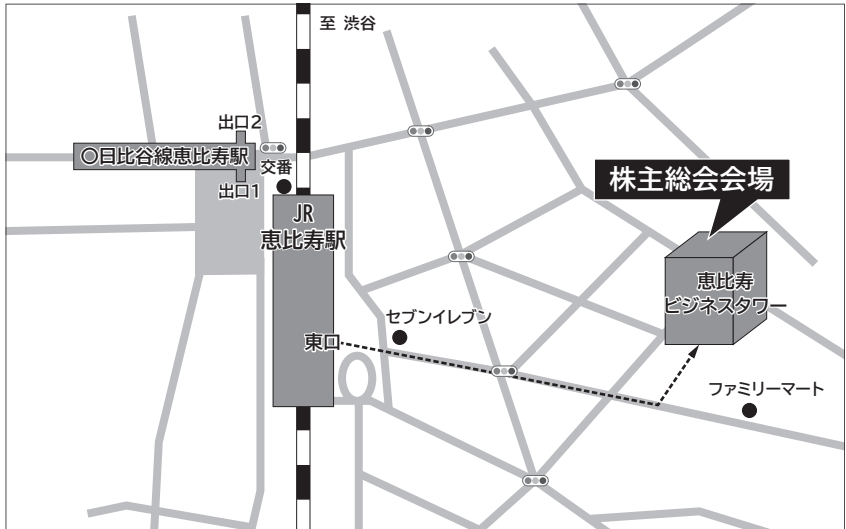 至 渋谷
出口2
〇日比谷線恵比寿駅
交番
出口1
JR
恵比寿駅
株主総会会場
恵比寿
ビジネスタワー
セブンイレブン
東口
ファミリーマート